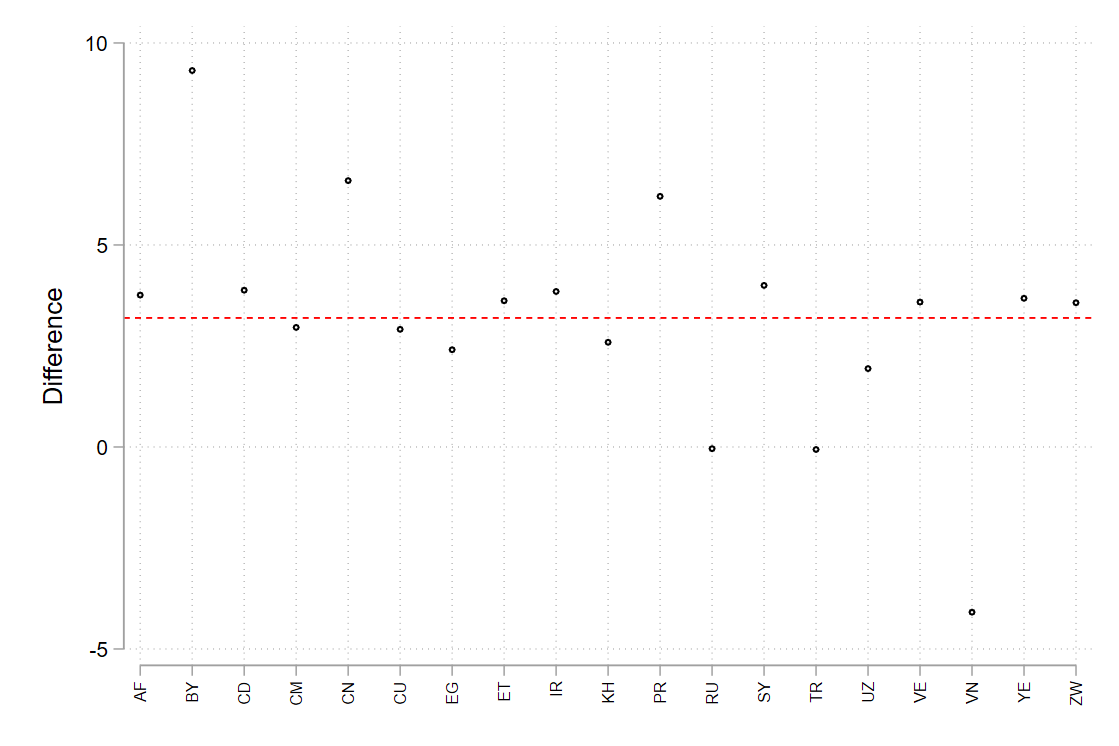 10
5
0
-5
Difference
AF BY CD CM CN CU EG ET IR KH PR RU SY TR UZ VE VN YE ZW